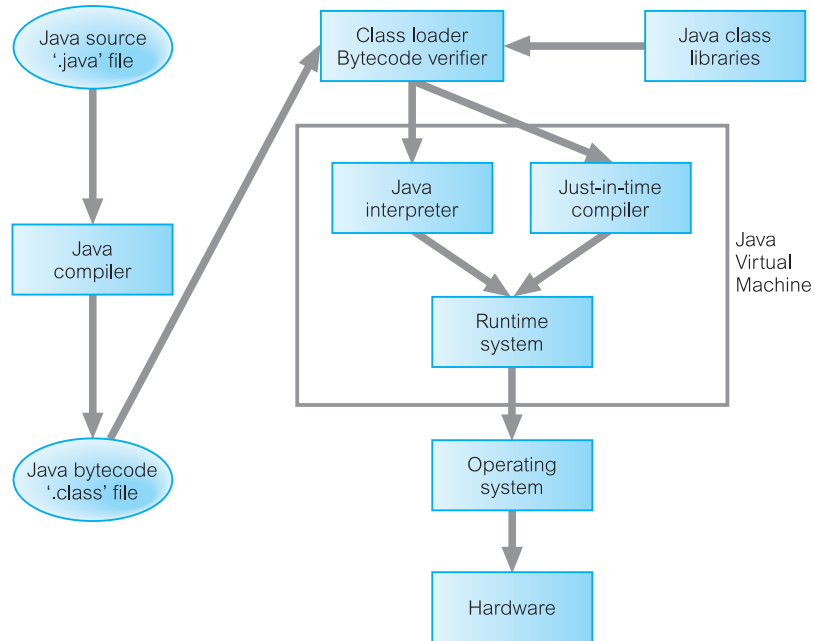 Java source
‘.java’ file
Class loader
Bytecode verifier
Java class
libraries
Java
interpreter
Just-in-time
compiler
Java
compiler
Java
Virtual
Machine
Runtime
system
Java bytecode
‘.class’ file
Operating
system
Hardware